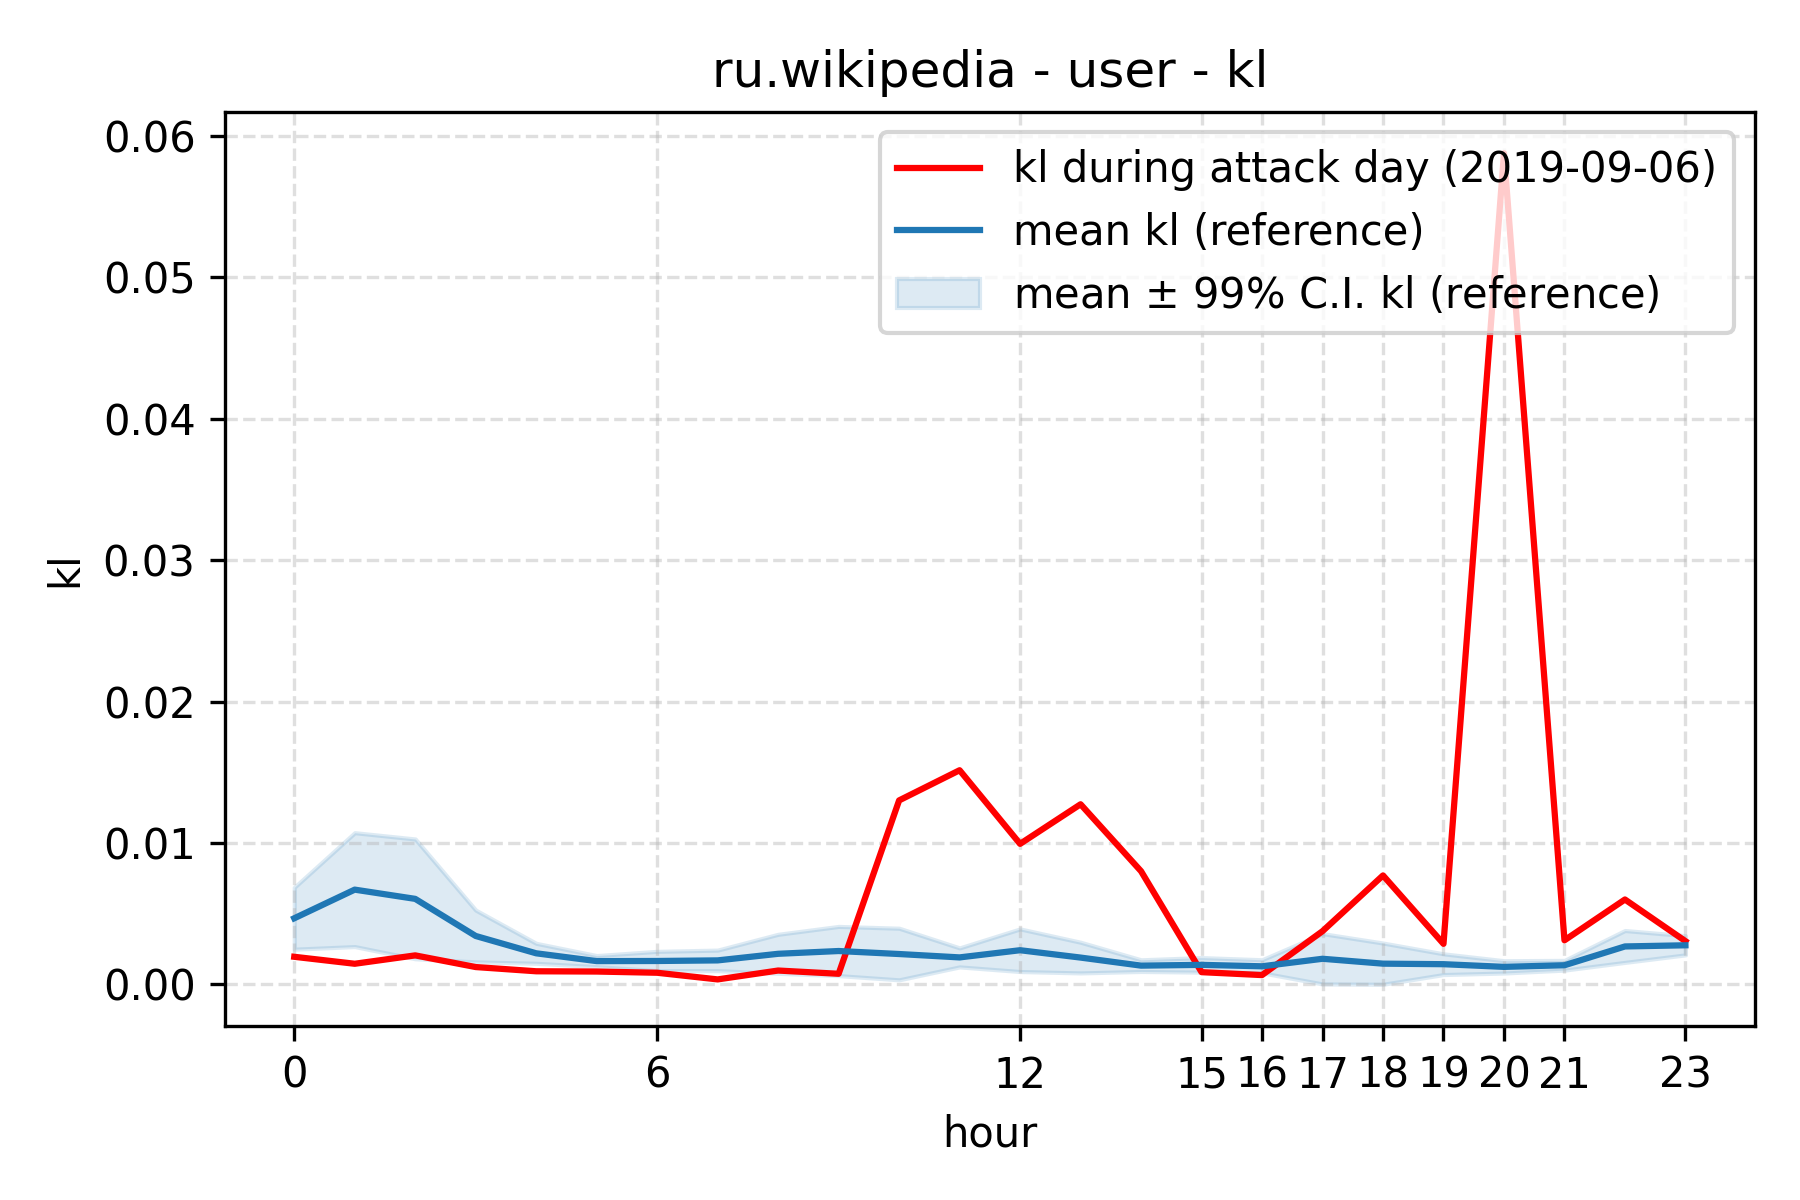 ru.wikipedia - user - kl
kl during attack day (2019-09-06)
mean kl (reference)
mean ± 99% C.I. kl (reference)
0.06
0.05
0.04
0.03
0.02
0.01
0.00
kl
0 6 12 15 16 17 18 19 20 21 23
hour